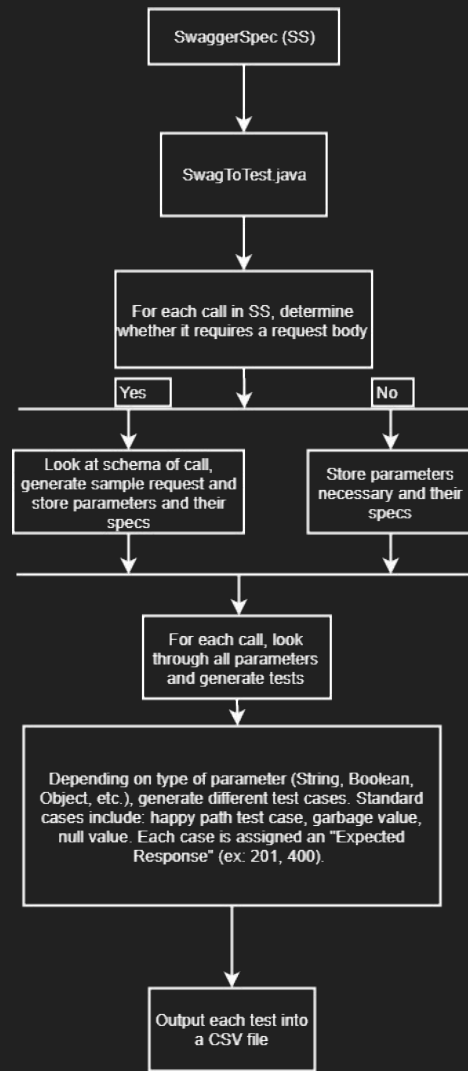 SwaggerSpec (SS)
SwagToTest.java
For each call in SS, determine
whether it requires a request body
Yes
No
Look at schema of call,
generate sample request and
store parameters and their
specs
Store parameters
necessary and their
specs
For each call, look
through all parameters
and generate tests
Depending on type of parameter (String, Boolean,
Object, etc.), generate different test cases. Standard
cases include: happy path test case, garbage value,
null value. Each case is assigned an "Expected
Response" (ex: 201, 400).
Output each test into
a CSV file